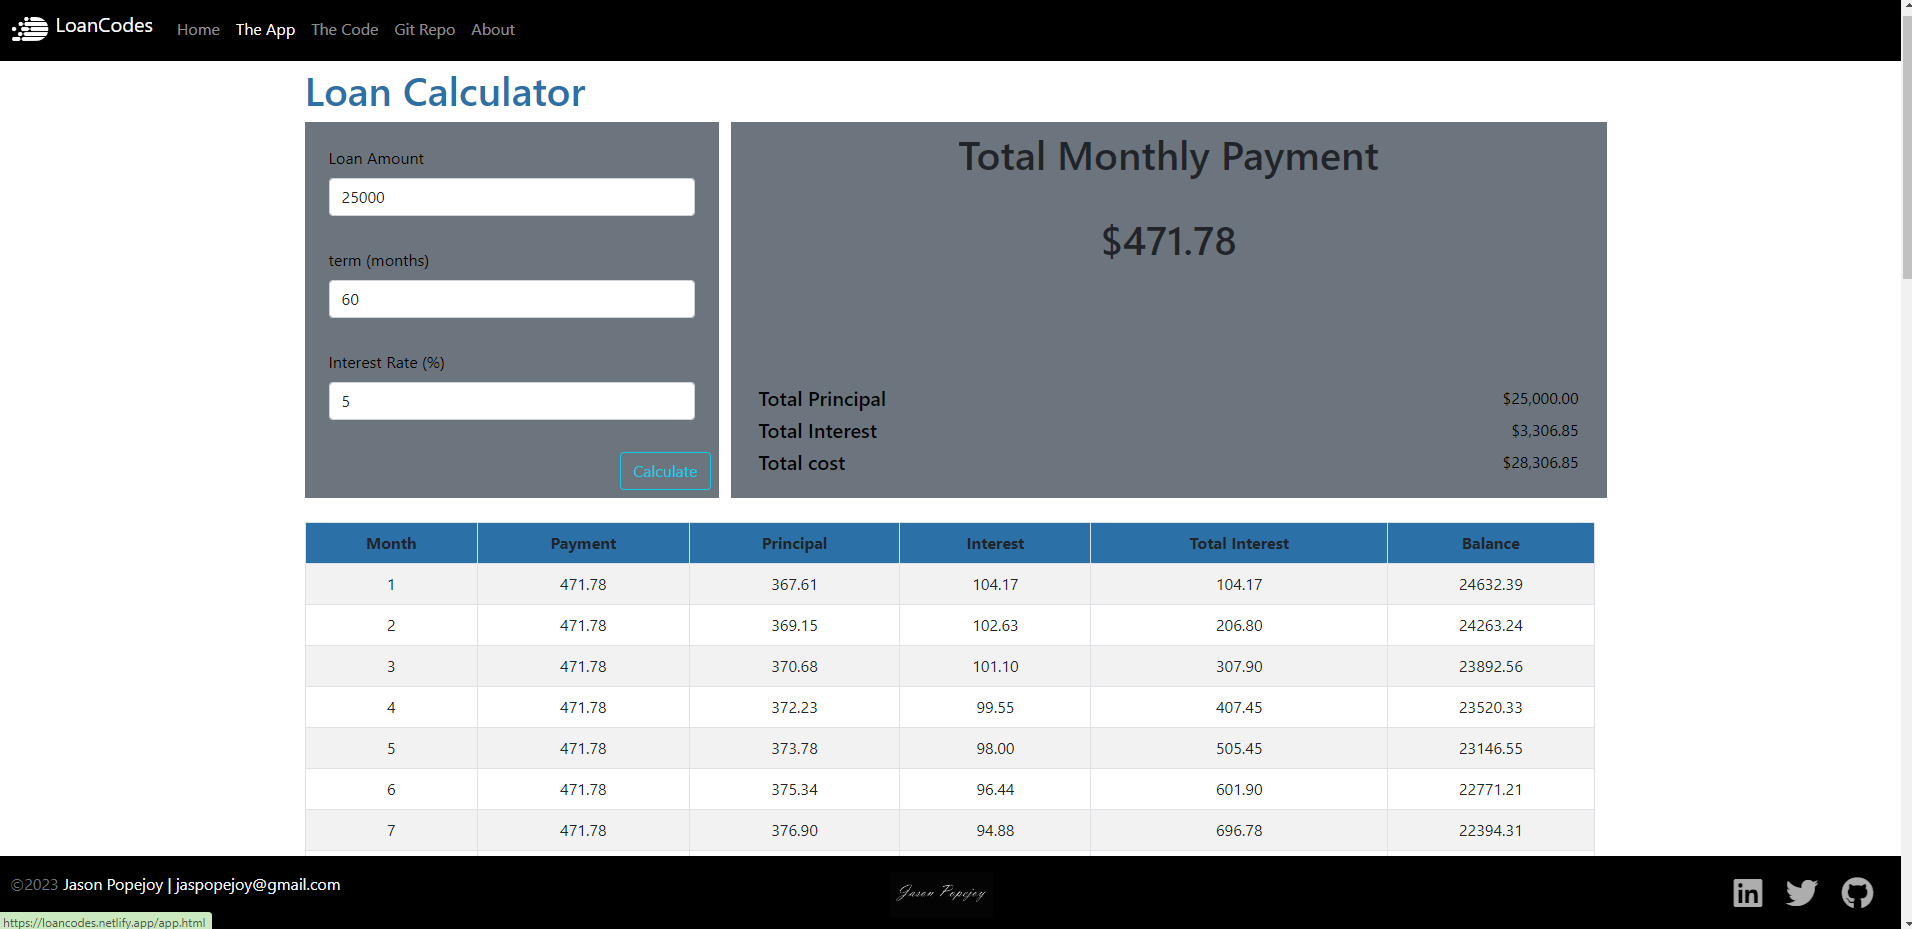 LoanCodes Home The App The Code Git Repo About
Loan Calculator
Loan Amount
25000
term (months)
60
Interest Rate (%)
5
Calculate
Total Monthly Payment
$471.78
Total Principal $25,000.00
Total Interest $3,306.85
Total cost $28,306.85
Month Payment Principal Interest Total Interest Balance
1 471.78 367.61 104.17 104.17 24632.39
2 471.78 369.15 102.63 206.80 24263.24
3 471.78 370.68 101.10 307.90 23892.56
4 471.78 372.23 99.55 407.45 23520.33
5 471.78 373.78 98.00 505.45 23146.55
6 471.78 375.34 96.44 601.90 22771.21
7 471.78 376.90 94.88 696.78 22394.31
©2023 Jason Popejoy | jaspopejoy@gmail.com
Jason Popejoy
https://loancodes.netlify.app/app.html